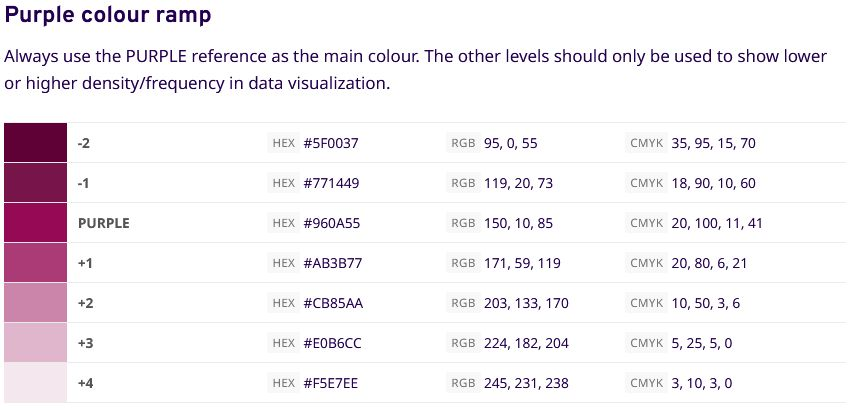 Purple colour ramp
Always use the PURPLE reference as the main colour. The other levels should only be used to show lower
or higher density/frequency in data visualization.
-2 HEX #5F0037 RGB 95, 0, 55 CMYK 35, 95, 15, 70
-1 HEX #771449 RGB 119, 20, 73 CMYK 18, 90, 10, 60
PURPLE HEX #960A55 RGB 150, 10, 85 CMYK 20, 100, 11, 41
+1 HEX #AB3B77 RGB 171, 59, 119 CMYK 20, 80, 6, 21
+2 HEX #CB85AA RGB 203, 133, 170 CMYK 10, 50, 3, 6
+3 HEX #E0B6CC RGB 224, 182, 204 CMYK 5, 25, 5, 0
+4 HEX #F5E7EE RGB 245, 231, 238 CMYK 3, 10, 3, 0